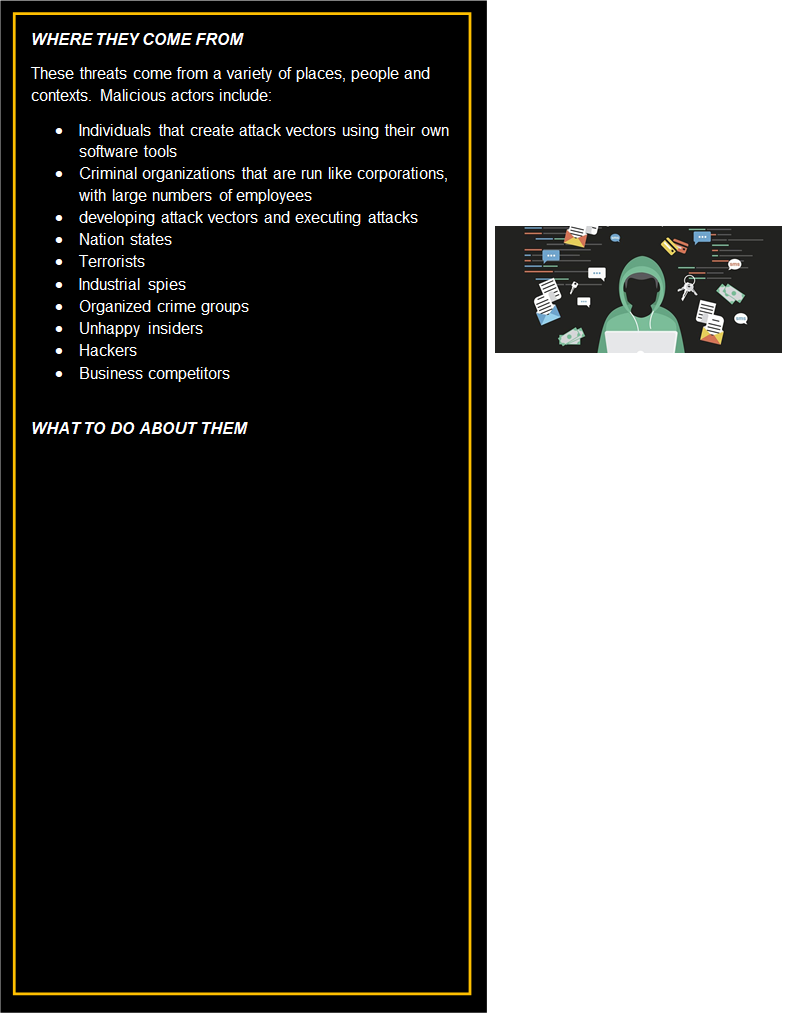 WHERE THEY COME FROM
These threats come from a variety of places, people and
contexts. Malicious actors include:
• Individuals that create attack vectors using their own
software tools
• Criminal organizations that are run like corporations,
with large numbers of employees
• developing attack vectors and executing attacks
• Nation states
• Terrorists
• Industrial spies
• Organized crime groups
• Unhappy insiders
• Hackers
• Business competitors
WHAT TO DO ABOUT THEM